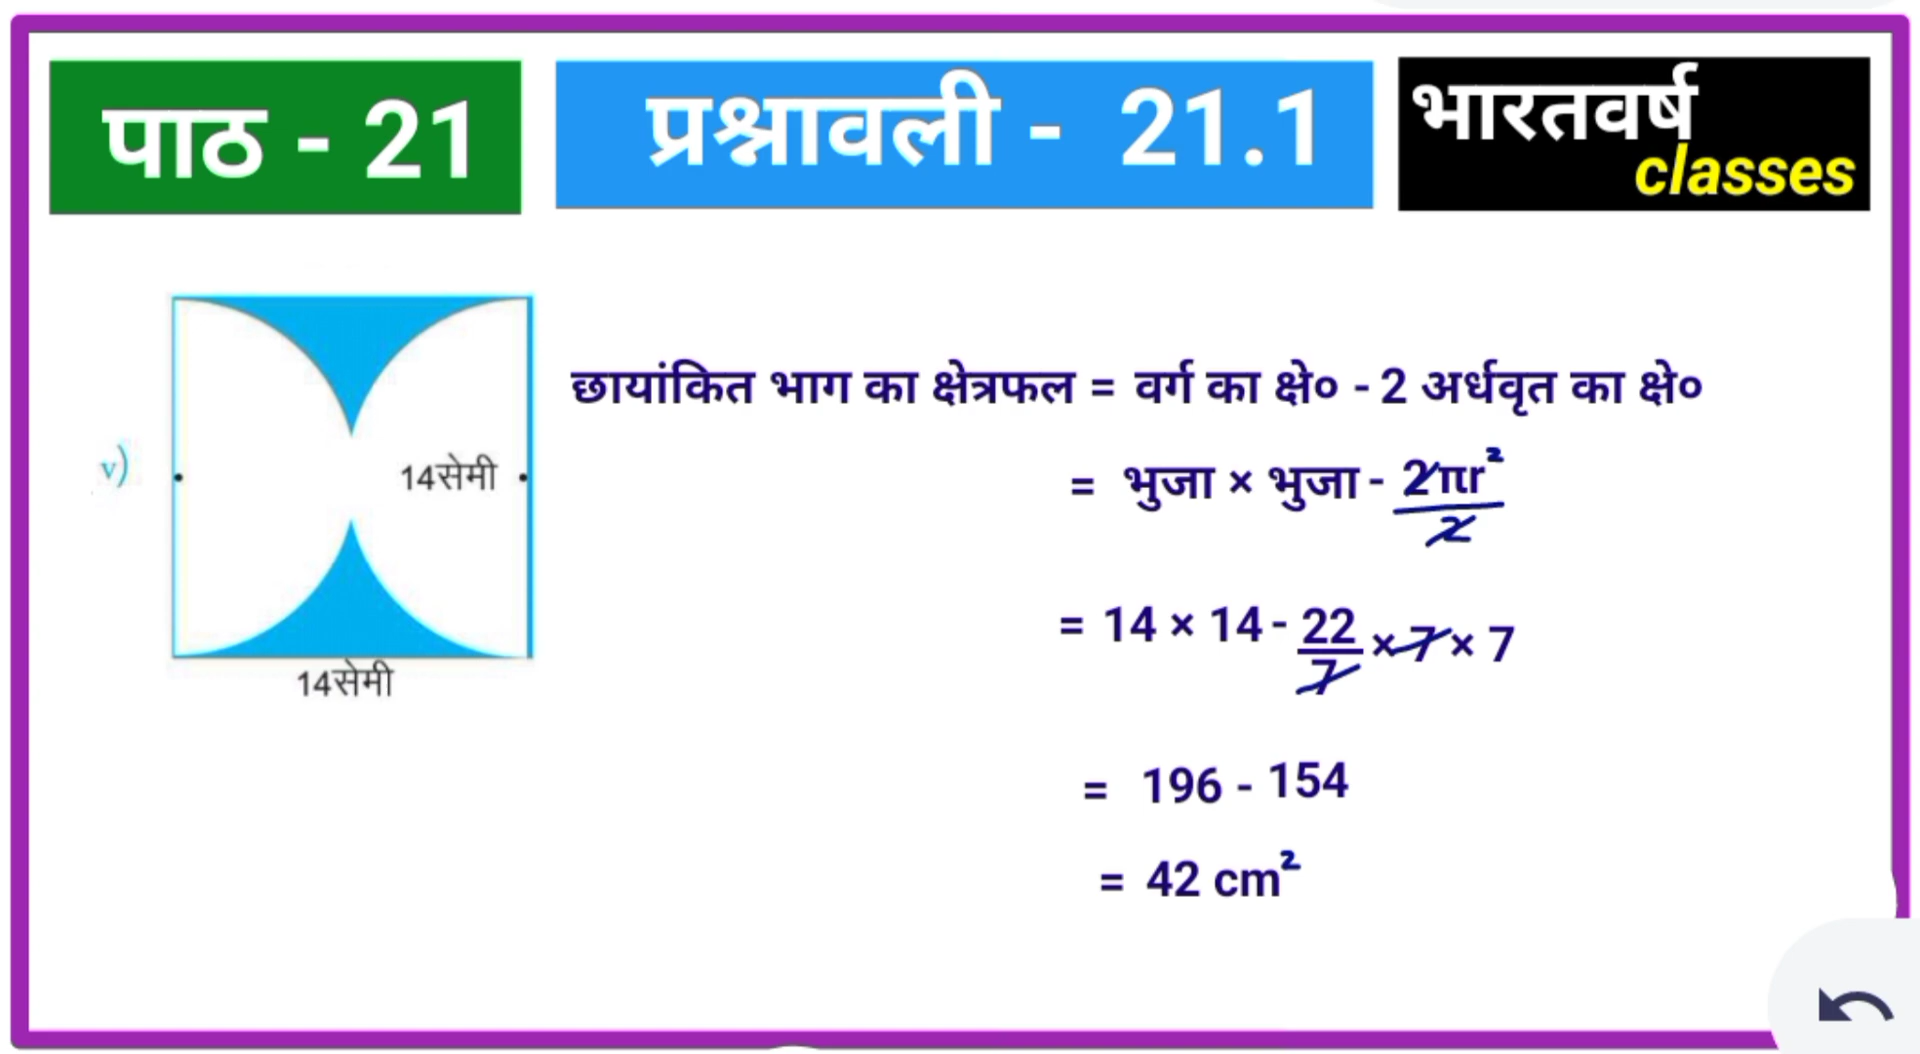 पाठ - 21
प्रश्नावली - 21.1
भारतवर्ष
classes
छायांकित भाग का क्षेत्रफल = वर्ग का क्षे० - 2 अर्धवृत का क्षे०
v)
14सेमी
= भुजा × भुजा - 2πr²/2
= 14 × 14 - 22/7 × 7 × 7
14सेमी
= 196 - 154
= 42 cm²